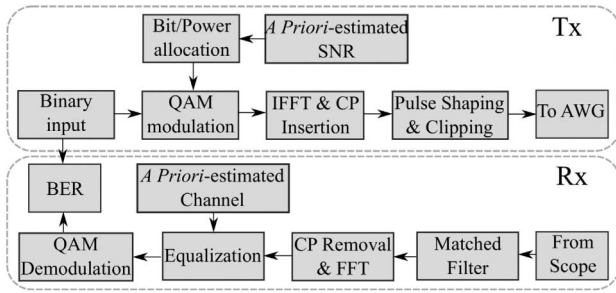 Tx
Bit/Power
allocation
A Priori-estimated
SNR
Binary
input
QAM
modulation
IFFT & CP
Insertion
Pulse Shaping
& Clipping
To AWG
Rx
BER
A Priori-estimated
Channel
QAM
Demodulation
Equalization
CP Removal
& FFT
Matched
Filter
From
Scope